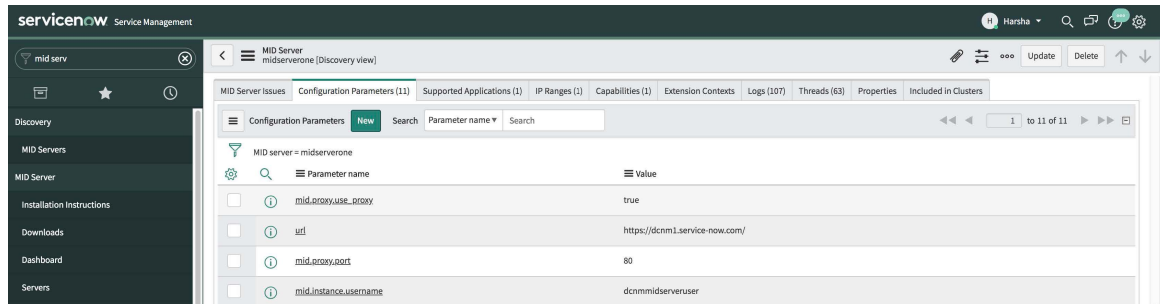 servicenow Service Management
Harsha
mid serv
MID Server
midserverone [Discovery view]
Update
Delete
MID Server Issues
Configuration Parameters (11)
Supported Applications (1)
IP Ranges (1)
Capabilities (1)
Extension Contexts
Logs (107)
Threads (63)
Properties
Included in Clusters
Discovery
MID Servers
MID Server
Installation Instructions
Downloads
Dashboard
Servers
Configuration Parameters
New
Search
Parameter name
Search
1 to 11 of 11
MID server = midserverone
Parameter name
Value
mid.proxy.use_proxy
true
url
https://dcnm1.service-now.com/
mid.proxy.port
80
mid.instance.username
dcnmmidserveruser